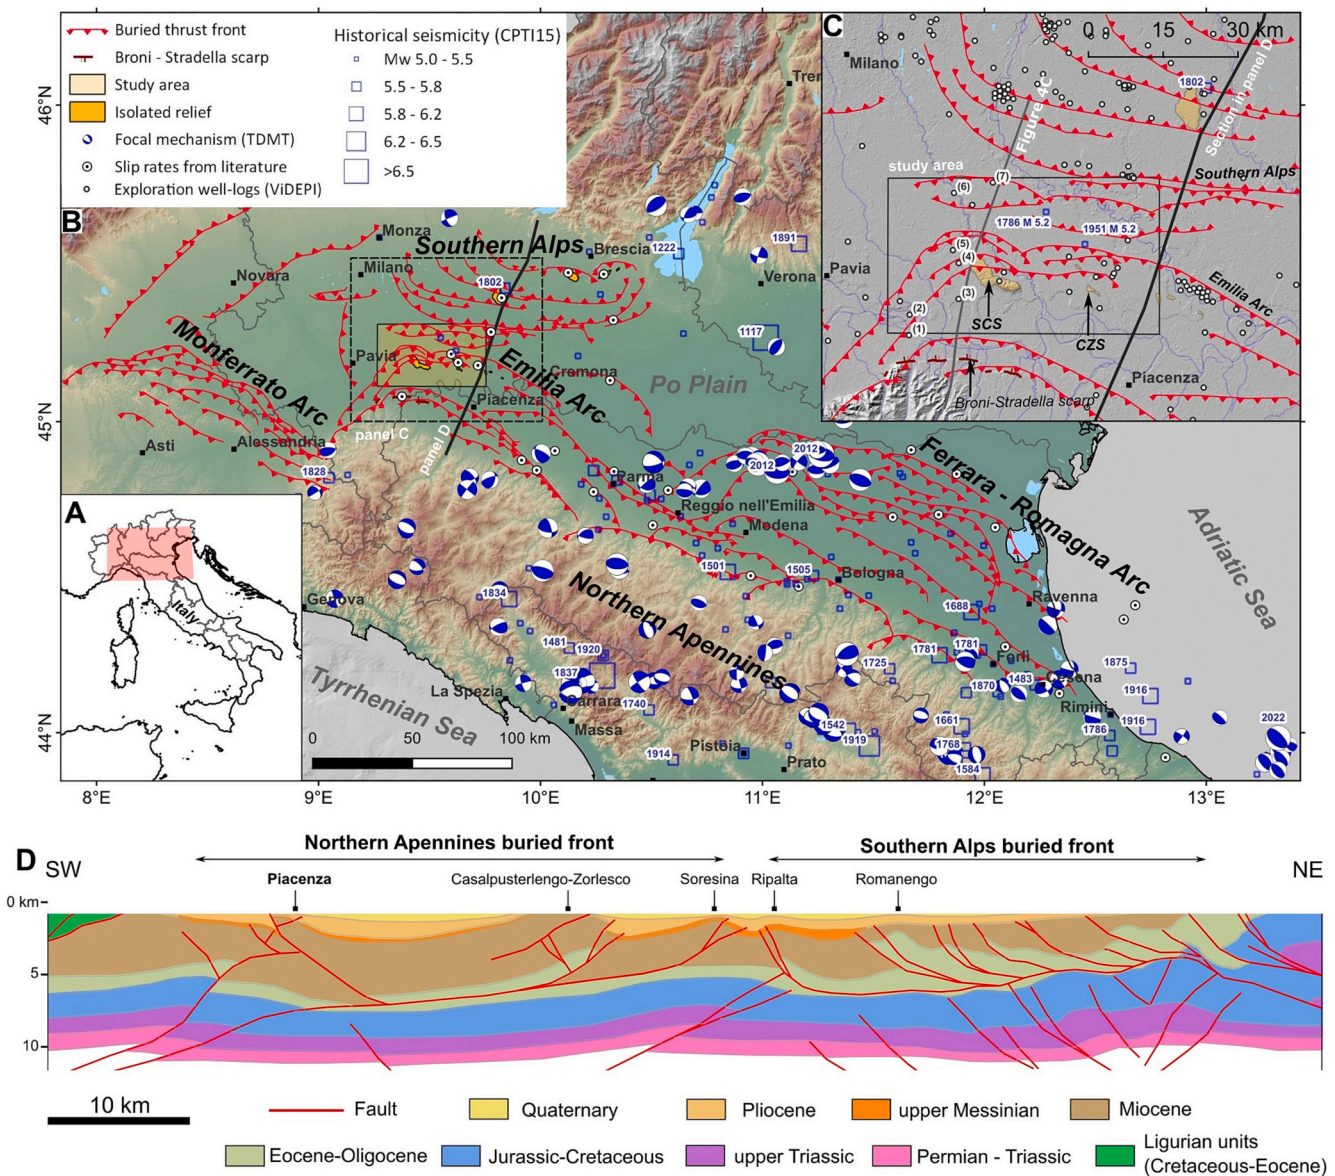 Buried thrust front
Broni - Stradella scarp
Study area
Isolated relief
Focal mechanism (TDMT)
Slip rates from literature
Exploration well-logs (ViDEPI)
Historical seismicity (CPTI15)
Mw 5.0 - 5.5
5.5 - 5.8
5.8 - 6.2
6.2 - 6.5
>6.5
46°N
45°N
44°N
B
Tren
Monza
Southern Alps
Brescia
1222
1891
Verona
Novara
Milano
1802
1117
Monferrato Arc
Pavia
Emilia Arc
Cremona
Po Plain
Piacenza
Asti
Alessandria
panel C
panel D
1828
Parma
2012
2012
Ferrara - Romagna Arc
Reggio nell'Emilia
Modena
Adriatic Sea
1501
1505
Bologna
Northern Apennines
Genova
1834
1688
Ravenna
1481
1920
1781
1781
Forlì
1837
1725
1875
1870
1483
Cesena
1916
La Spezia
Carrara
1740
Rimini
Tyrrhenian Sea
Massa
1542
1661
1916
1786
2022
1919
1768
Pistoia
1914
Prato
1584
0 50 100 km
8°E
9°E
10°E
11°E
12°E
13°E
A
Italy
C
0 15 30 km
Milano
1802
Figure 4C
Section in panel D
study area
Southern Alps
(7)
(6)
1786 M 5.2
1951 M 5.2
(5)
(4)
Pavia
Emilia Arc
(3)
(2)
(1)
SCS
CZS
Piacenza
Broni-Stradella scarp
D
SW
Northern Apennines buried front
Southern Alps buried front
NE
Piacenza
Casalpusterlengo-Zorlesco
Soresina
Ripalta
Romanengo
0 km
5
10
10 km
Fault
Quaternary
Pliocene
upper Messinian
Miocene
Eocene-Oligocene
Jurassic-Cretaceous
upper Triassic
Permian - Triassic
Ligurian units
(Cretaceous-Eocene)